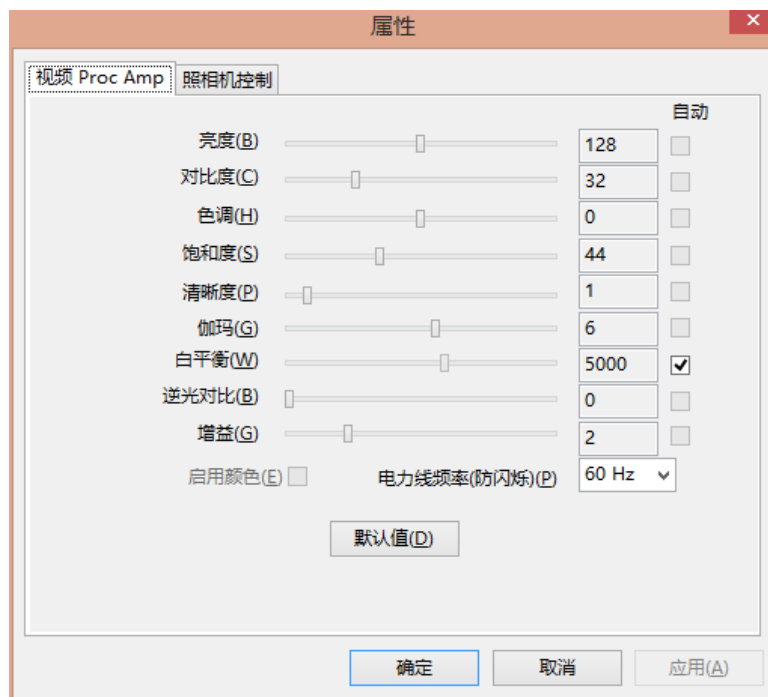 属性
视频 Proc Amp 照相机控制
自动
亮度(B) 128
对比度(C) 32
色调(H) 0
饱和度(S) 44
清晰度(P) 1
伽玛(G) 6
白平衡(W) 5000
逆光对比(B) 0
增益(G) 2
启用颜色(E) 电力线频率(防闪烁)(P) 60 Hz
默认值(D)
确定 取消 应用(A)